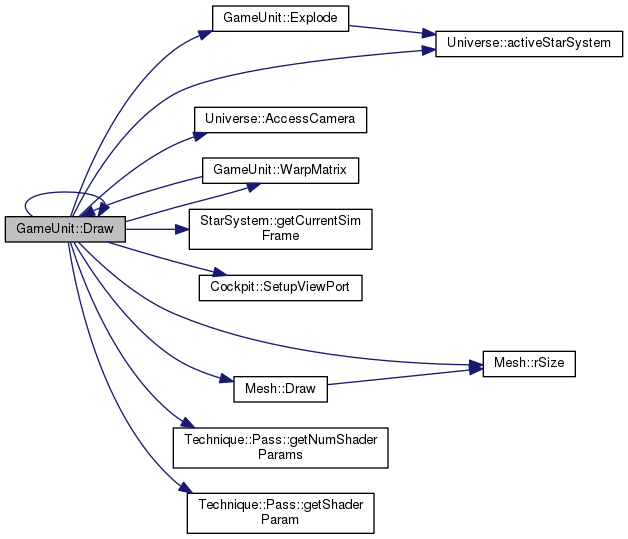 GameUnit::Explode
Universe::activeStarSystem
Universe::AccessCamera
GameUnit::WarpMatrix
GameUnit::Draw
StarSystem::getCurrentSim
Frame
Cockpit::SetupViewPort
Mesh::rSize
Mesh::Draw
Technique::Pass::getNumShader
Params
Technique::Pass::getShader
Param